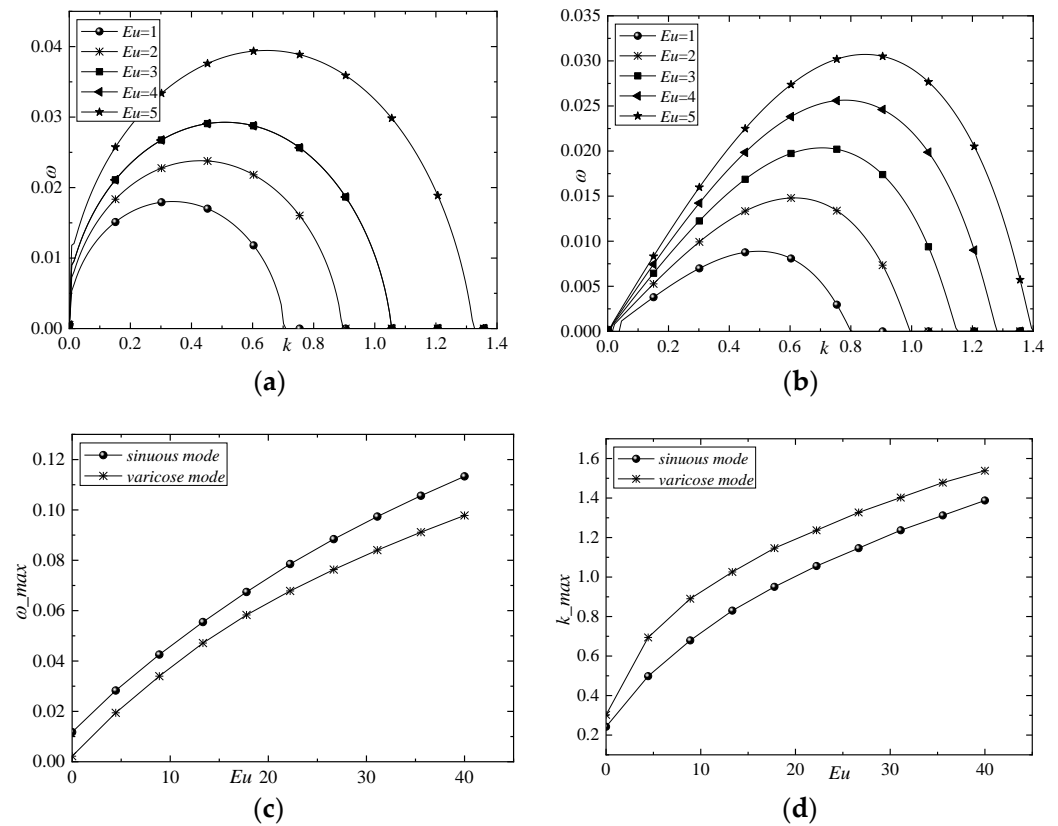 Eu=1
Eu=2
Eu=3
Eu=4
Eu=5
0.04
0.03
0.02
0.01
0.00
ω
0.0 0.2 0.4 0.6 0.8 1.0 1.2 1.4
k
(a)
Eu=1
Eu=2
Eu=3
Eu=4
Eu=5
0.035
0.030
0.025
0.020
0.015
0.010
0.005
0.000
ω
0.0 0.2 0.4 0.6 0.8 1.0 1.2 1.4
k
(b)
sinuous mode
varicose mode
0.12
0.10
0.08
0.06
0.04
0.02
0.00
ω_max
0 10 20 30 40
Eu
(c)
sinuous mode
varicose mode
1.6
1.4
1.2
1.0
0.8
0.6
0.4
0.2
k_max
0 10 20 30 40
Eu
(d)